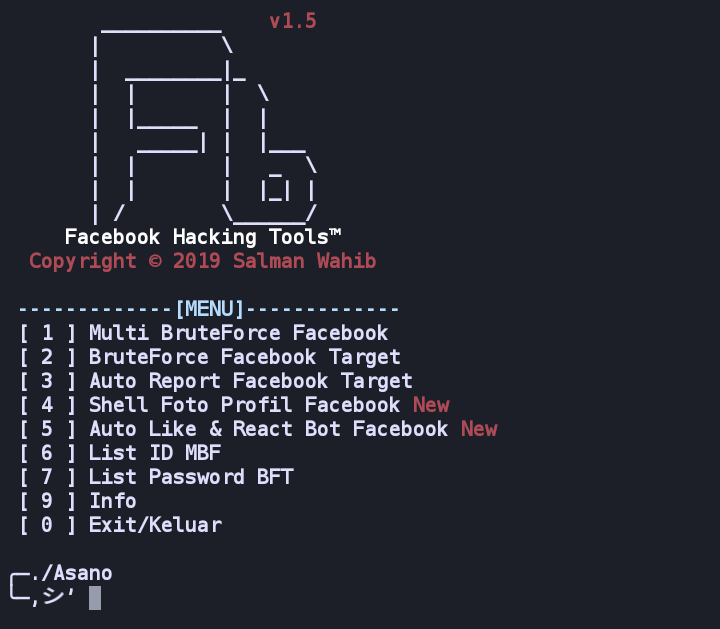 v1.5
Facebook Hacking Tools™
Copyright © 2019 Salman Wahib
-------------[MENU]-------------
[ 1 ] Multi BruteForce Facebook
[ 2 ] BruteForce Facebook Target
[ 3 ] Auto Report Facebook Target
[ 4 ] Shell Foto Profil Facebook New
[ 5 ] Auto Like & React Bot Facebook New
[ 6 ] List ID MBF
[ 7 ] List Password BFT
[ 9 ] Info
[ 0 ] Exit/Keluar
╭─./Asano
╰─,シ′